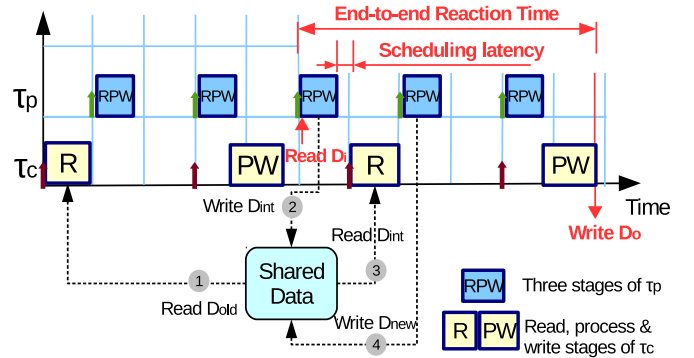 End-to-end Reaction Time
Scheduling latency
τp
RPW RPW RPW RPW RPW
Read Di
τc
R PW R PW
Time
Write Dint 2
Read Dint
Write Do
1
3
Shared
Data
Read Dold
Write Dnew
4
RPW Three stages of τp
R PW Read, process &
write stages of τc